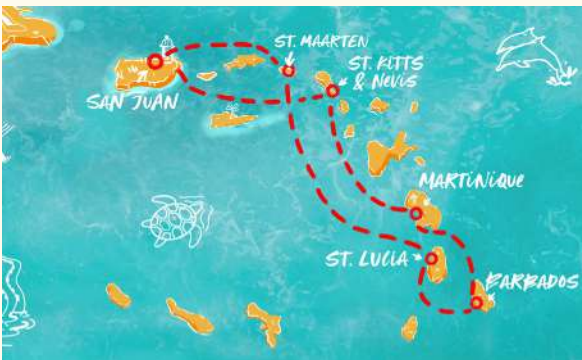 ST. MAARTEN
ST. KITTS
& NEVIS
SAN JUAN
MARTINIQUE
ST. LUCIA
BARBADOS